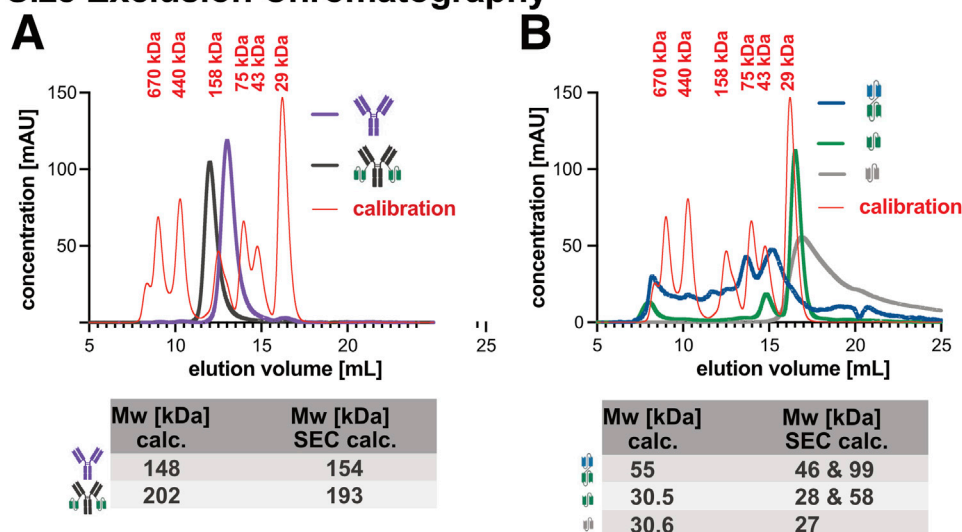 Size Exclusion Chromatography
A
B
670 kDa
440 kDa
158 kDa
75 kDa
43 kDa
29 kDa
150
100
50
concentration [mAU]
calibration
5
10
15
20
25
elution volume [mL]
670 kDa
440 kDa
158 kDa
75 kDa
43 kDa
29 kDa
150
100
50
0
concentration [mAU]
calibration
5
10
15
20
25
elution volume [mL]
Mw [kDa] Mw [kDa]
calc. SEC calc.
148 154
202 193
Mw [kDa] Mw [kDa]
calc. SEC calc.
55 46 & 99
30.5 28 & 58
30.6 27